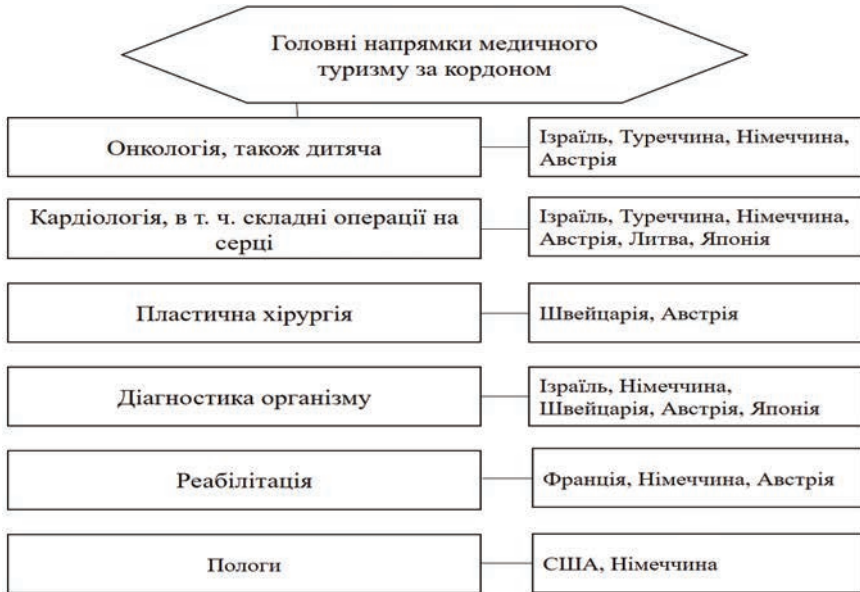 Головні напрямки медичного
туризму за кордоном
Онкологія, також дитяча
Ізраїль, Туреччина, Німеччина,
Австрія
Кардіологія, в т. ч. складні операції на
серці
Ізраїль, Туреччина, Німеччина,
Австрія, Литва, Японія
Пластична хірургія
Швейцарія, Австрія
Діагностика організму
Ізраїль, Німеччина,
Швейцарія, Австрія, Японія
Реабілітація
Франція, Німеччина, Австрія
Пологи
США, Німеччина